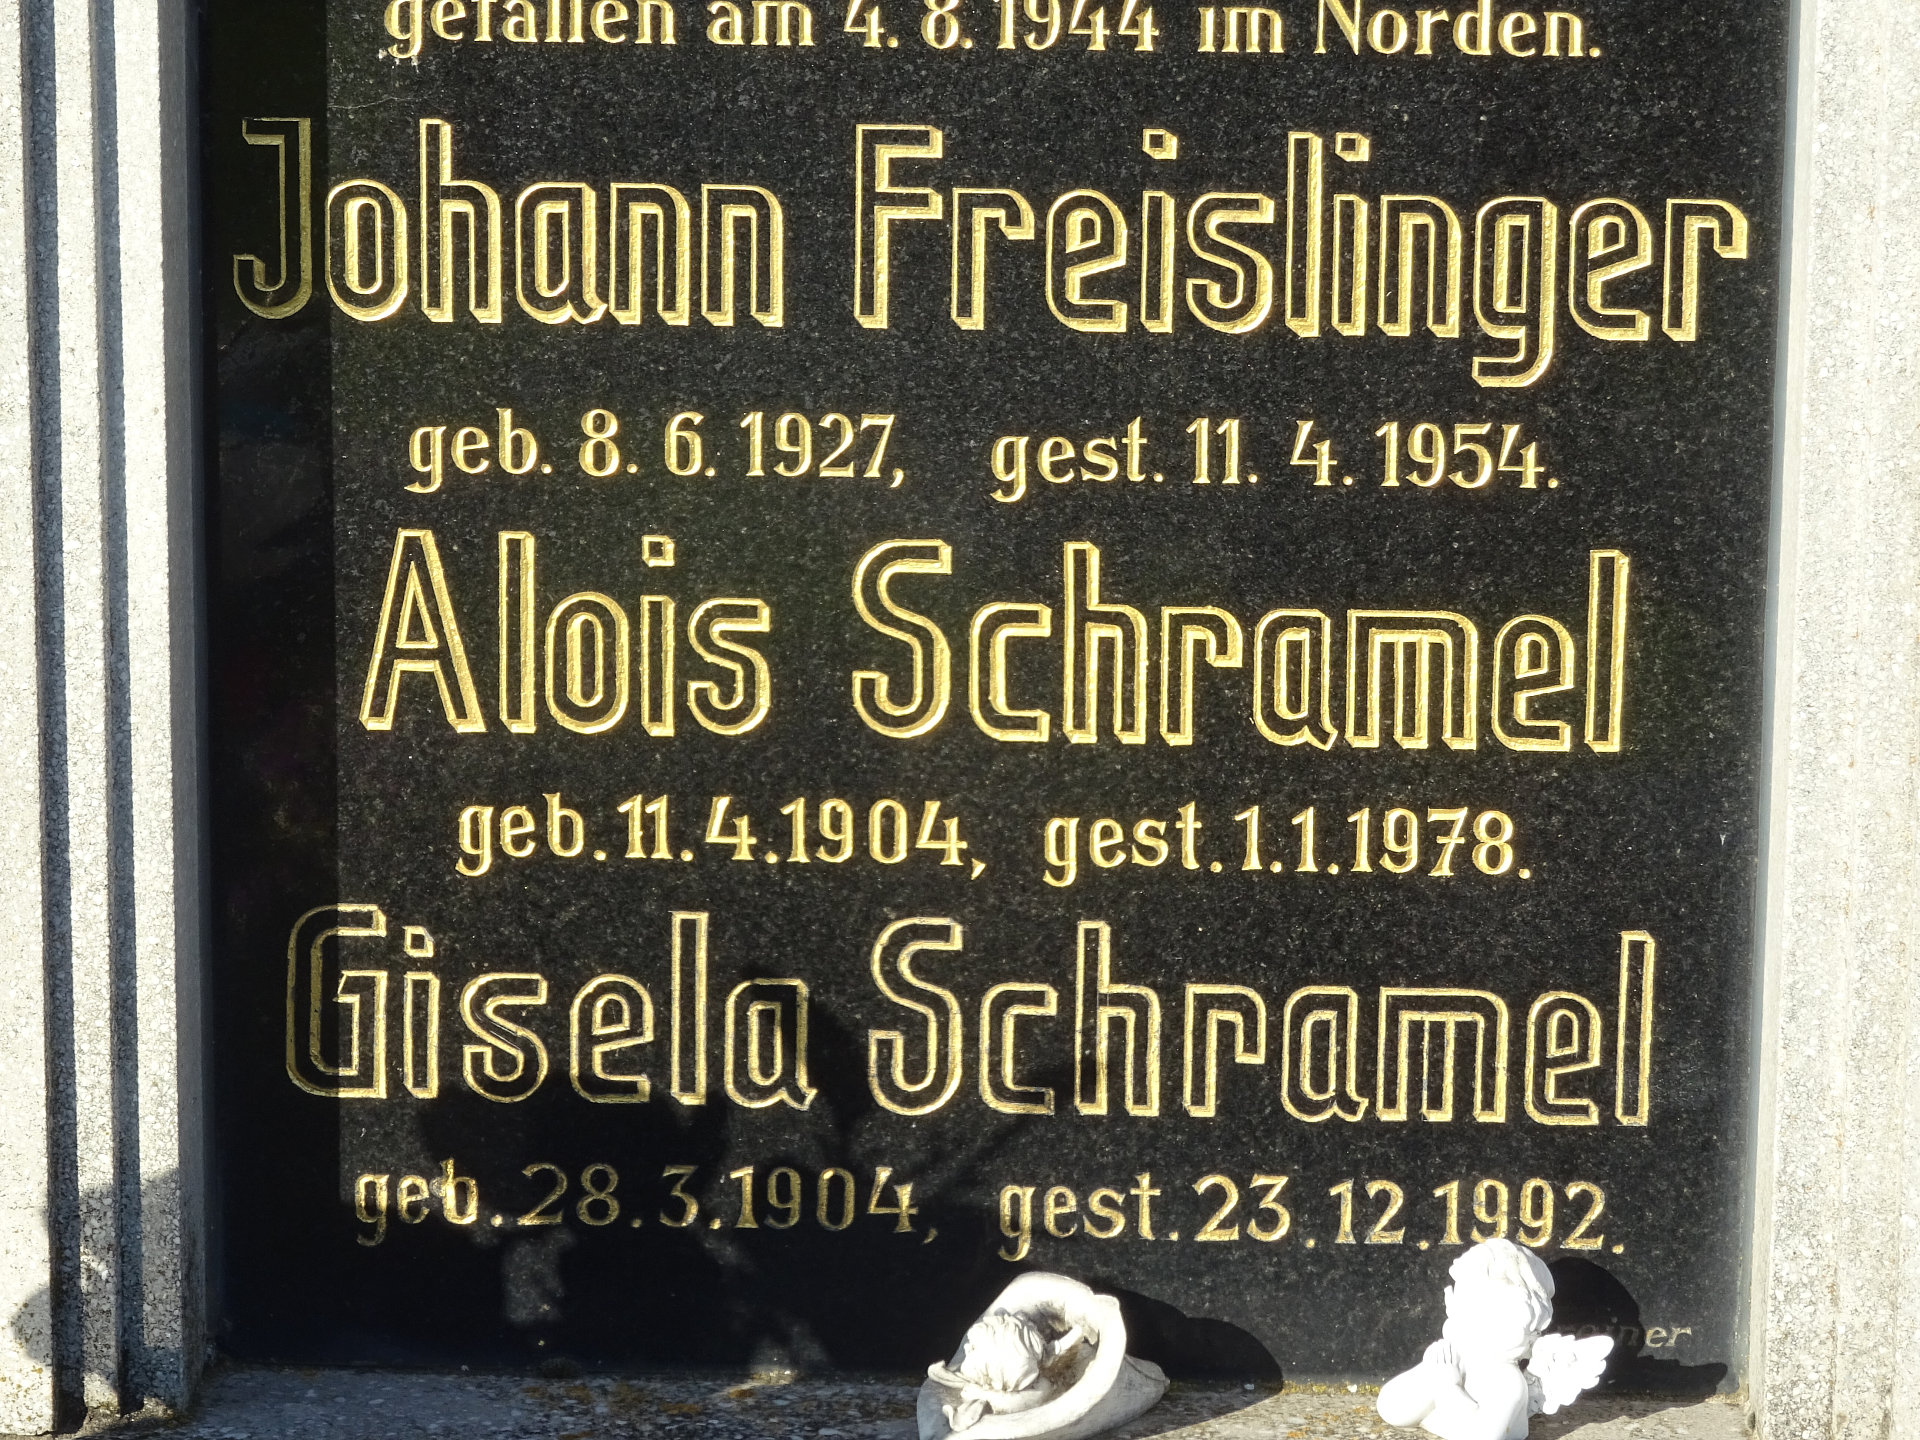 gefallen am 4. 8. 1944 im Norden.
Johann Freislinger
geb. 8. 6. 1927, gest. 11. 4. 1954.
Alois Schramel
geb. 11. 4. 1904, gest. 1. 1. 1978.
Gisela Schramel
geb. 28. 3. 1904, gest. 23. 12. 1992.